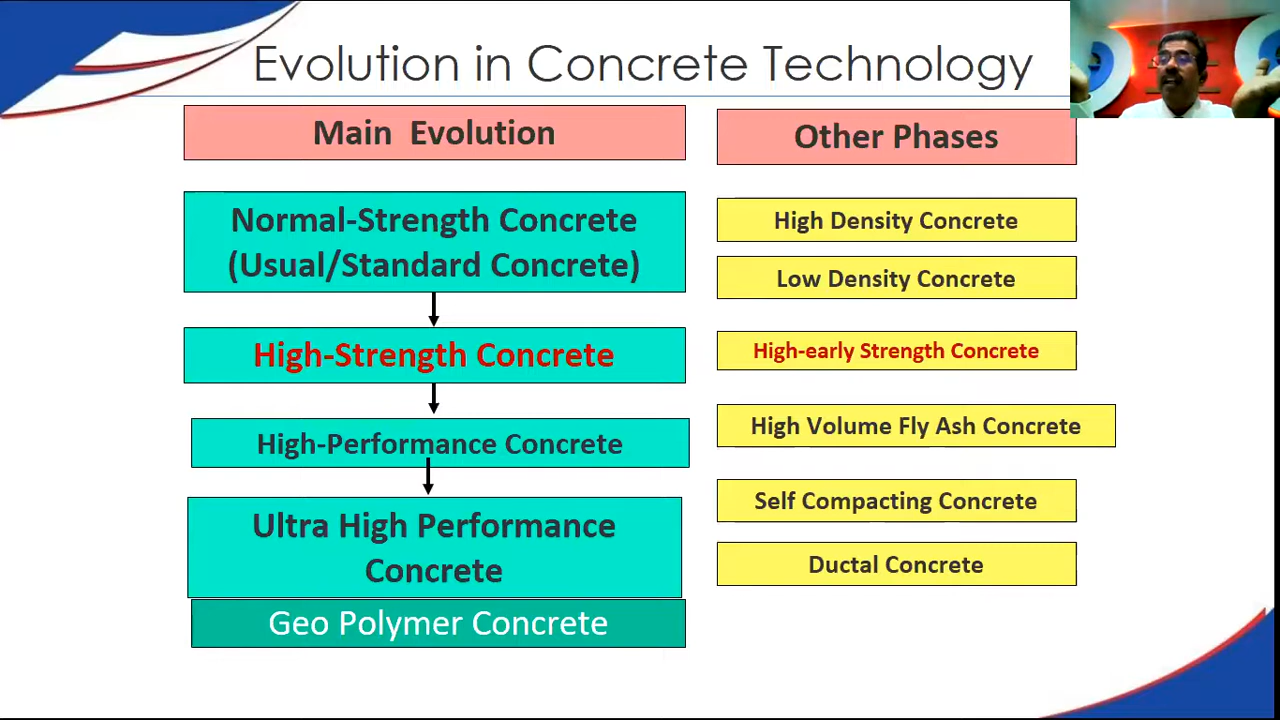 Evolution in Concrete Technology
Main Evolution
Normal-Strength Concrete
(Usual/Standard Concrete)
High-Strength Concrete
High-Performance Concrete
Ultra High Performance
Concrete
Geo Polymer Concrete
Other Phases
High Density Concrete
Low Density Concrete
High-early Strength Concrete
High Volume Fly Ash Concrete
Self Compacting Concrete
Ductal Concrete